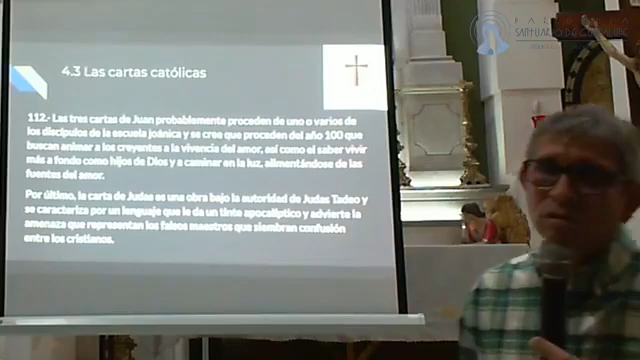 PARROQUIA
SANTUARIO DE GUADALUPE
4.3 Las cartas católicas
112.- Las tres cartas de Juan probablemente proceden de uno o varios de
los discípulos de la escuela joánica y se cree que proceden del año 100 que
buscan animar a los creyentes a la vivencia del amor, así como el saber vivir
más a fondo como hijos de Dios y a caminar en la luz, alimentándose de las
fuentes del amor.
Por último, la carta de Judas es una obra bajo la autoridad de Judas Tadeo y
se caracteriza por un lenguaje que le da un tinte apocalíptico y advierte la
amenaza que representan los falsos maestros que siembran confusión
entre los cristianos.